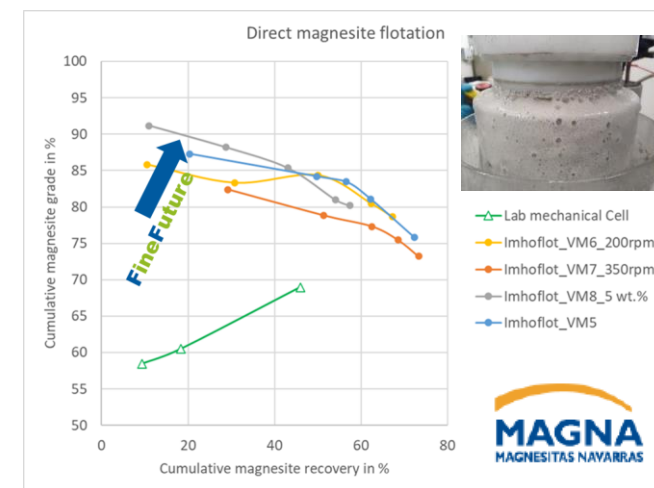 Direct magnesite flotation
100
95
90
85
80
75
70
65
60
55
50
Cumulative magnesite grade in %
FineFuture
0 20 40 60 80
Cumulative magnesite recovery in %
Lab mechanical Cell
Imhoflot_VM6_200rpm
Imhoflot_VM7_350rpm
Imhoflot_VM8_5 wt.%
Imhoflot_VM5
MAGNA
MAGNESITAS NAVARRAS